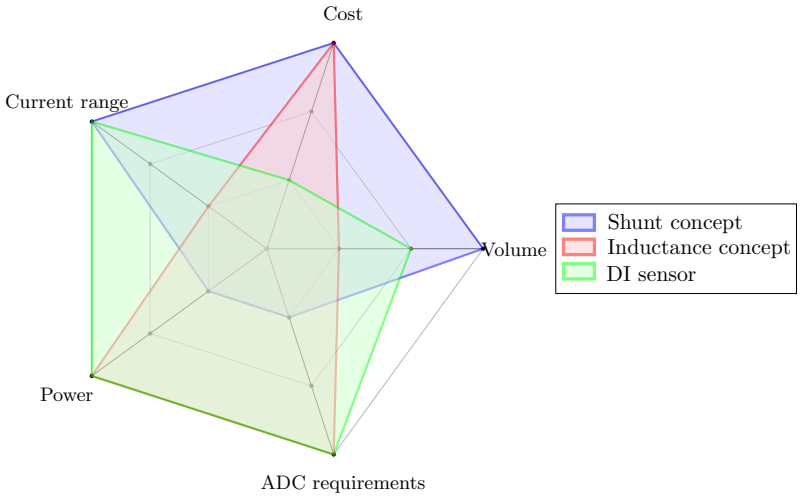 Cost
Current range
Volume
Power
ADC requirements
Shunt concept
Inductance concept
DI sensor